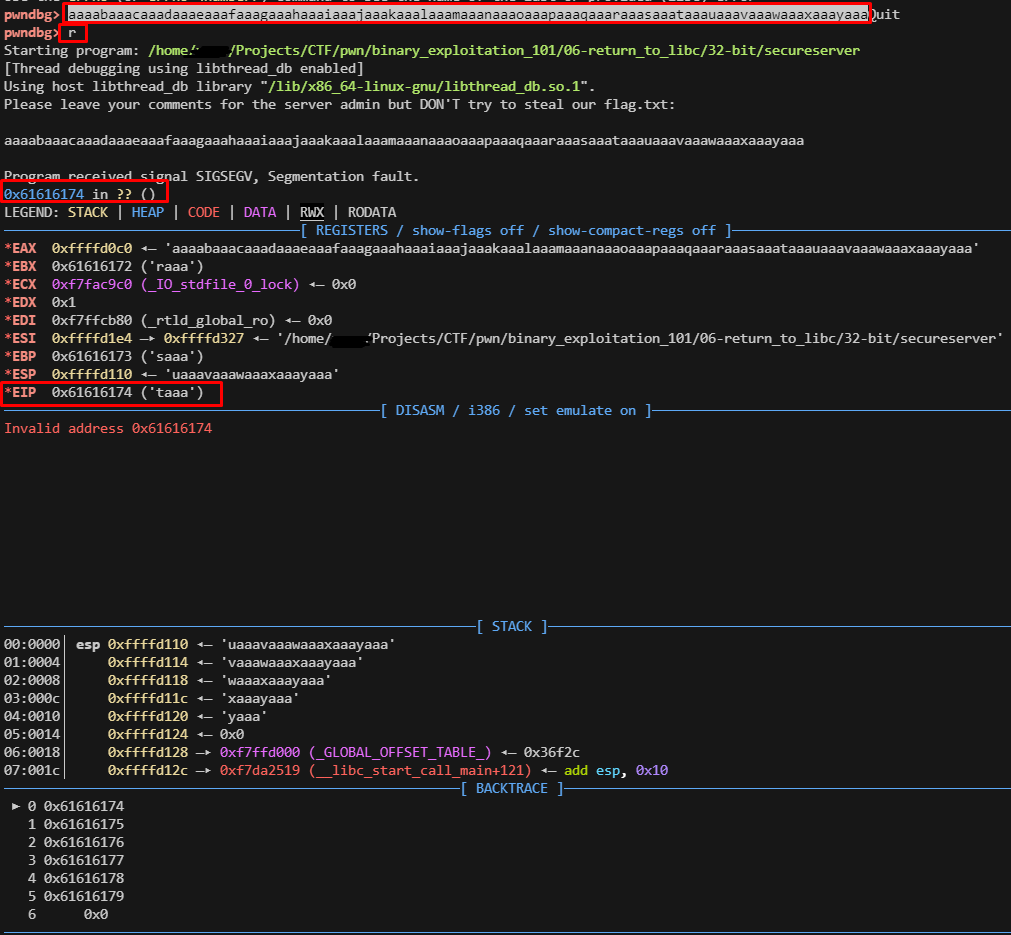 pwndbg> aaaabaaacaaadaaaeaaafaaagaaahaaaiaaajaaakaaalaaamaaanaaaoaaapaaaqaaaraaasaaataaauaaavaaawaaaxaaayaaaQuit
pwndbg> r
Starting program: /home/ /Projects/CTF/pwn/binary_exploitation_101/06-return_to_libc/32-bit/secureserver
[Thread debugging using libthread_db enabled]
Using host libthread_db library "/lib/x86_64-linux-gnu/libthread_db.so.1".
Please leave your comments for the server admin but DON'T try to steal our flag.txt:
aaaabaaacaaadaaaeaaafaaagaaahaaaiaaajaaakaaalaaamaaanaaaoaaapaaaqaaaraaasaaataaauaaavaaawaaaxaaayaaa
Program received signal SIGSEGV, Segmentation fault.
0x61616174 in ?? ()
LEGEND: STACK | HEAP | CODE | DATA | RWX | RODATA
[ REGISTERS / show-flags off / show-compact-regs off ]
*EAX 0xffffd0c0 ◂— 'aaaabaaacaaadaaaeaaafaaagaaahaaaiaaajaaakaaalaaamaaanaaaoaaapaaaqaaaraaasaaataaauaaavaaawaaaxaaayaaa'
*EBX 0x61616172 ('raaa')
*ECX 0xf7fac9c0 (_IO_stdfile_0_lock) ◂— 0x0
*EDX 0x1
*EDI 0xf7ffcb80 (_rtld_global_ro) ◂— 0x0
*ESI 0xffffd1e4 —▸ 0xffffd327 ◂— '/home/ /Projects/CTF/pwn/binary_exploitation_101/06-return_to_libc/32-bit/secureserver'
*EBP 0x61616173 ('saaa')
*ESP 0xffffd110 ◂— 'uaaavaaawaaaxaaayaaa'
*EIP 0x61616174 ('taaa')
[ DISASM / i386 / set emulate on ]
Invalid address 0x61616174
[ STACK ]
00:0000│ esp 0xffffd110 ◂— 'uaaavaaawaaaxaaayaaa'
01:0004│ 0xffffd114 ◂— 'vaaawaaaxaaayaaa'
02:0008│ 0xffffd118 ◂— 'waaaxaaayaaa'
03:000c│ 0xffffd11c ◂— 'xaaayaaa'
04:0010│ 0xffffd120 ◂— 'yaaa'
05:0014│ 0xffffd124 ◂— 0x0
06:0018│ 0xffffd128 —▸ 0xf7ffd000 (_GLOBAL_OFFSET_TABLE_) ◂— 0x36f2c
07:001c│ 0xffffd12c —▸ 0xf7da2519 (__libc_start_call_main+121) ◂— add esp, 0x10
[ BACKTRACE ]
► 0 0x61616174
1 0x61616175
2 0x61616176
3 0x61616177
4 0x61616178
5 0x61616179
6 0x0